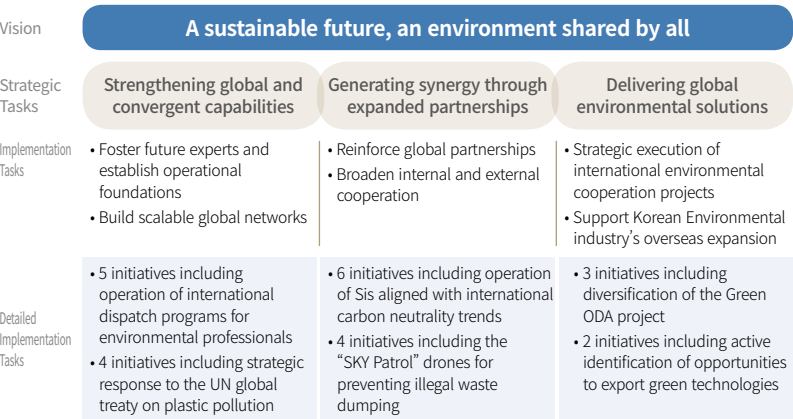 Vision
A sustainable future, an environment shared by all
Strategic
Tasks
Strengthening global and
convergent capabilities
Generating synergy through
expanded partnerships
Delivering global
environmental solutions
Implementation
Tasks
• Foster future experts and
establish operational
foundations
• Build scalable global networks
• Reinforce global partnerships
• Broaden internal and external
cooperation
• Strategic execution of
international environmental
cooperation projects
• Support Korean Environmental
industry's overseas expansion
Detailed
Implementation
Tasks
• 5 initiatives including
operation of international
dispatch programs for
environmental professionals
• 4 initiatives including strategic
response to the UN global
treaty on plastic pollution
• 6 initiatives including operation
of Sis aligned with international
carbon neutrality trends
• 4 initiatives including the
“SKY Patrol” drones for
preventing illegal waste
dumping
• 3 initiatives including
diversification of the Green
ODA project
• 2 initiatives including active
identification of opportunities
to export green technologies